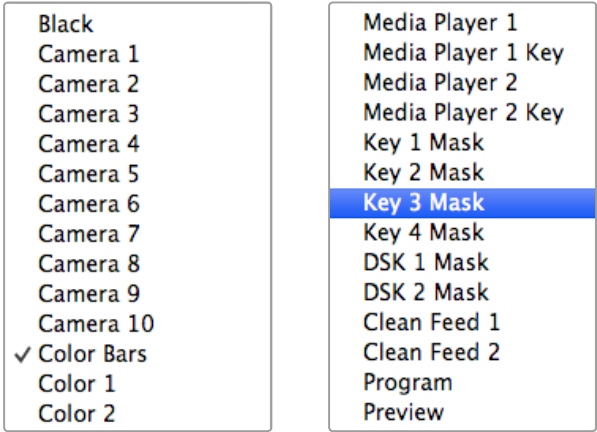 Black
Camera 1
Camera 2
Camera 3
Camera 4
Camera 5
Camera 6
Camera 7
Camera 8
Camera 9
Camera 10
✓ Color Bars
Color 1
Color 2
Media Player 1
Media Player 1 Key
Media Player 2
Media Player 2 Key
Key 1 Mask
Key 2 Mask
Key 3 Mask
Key 4 Mask
DSK 1 Mask
DSK 2 Mask
Clean Feed 1
Clean Feed 2
Program
Preview